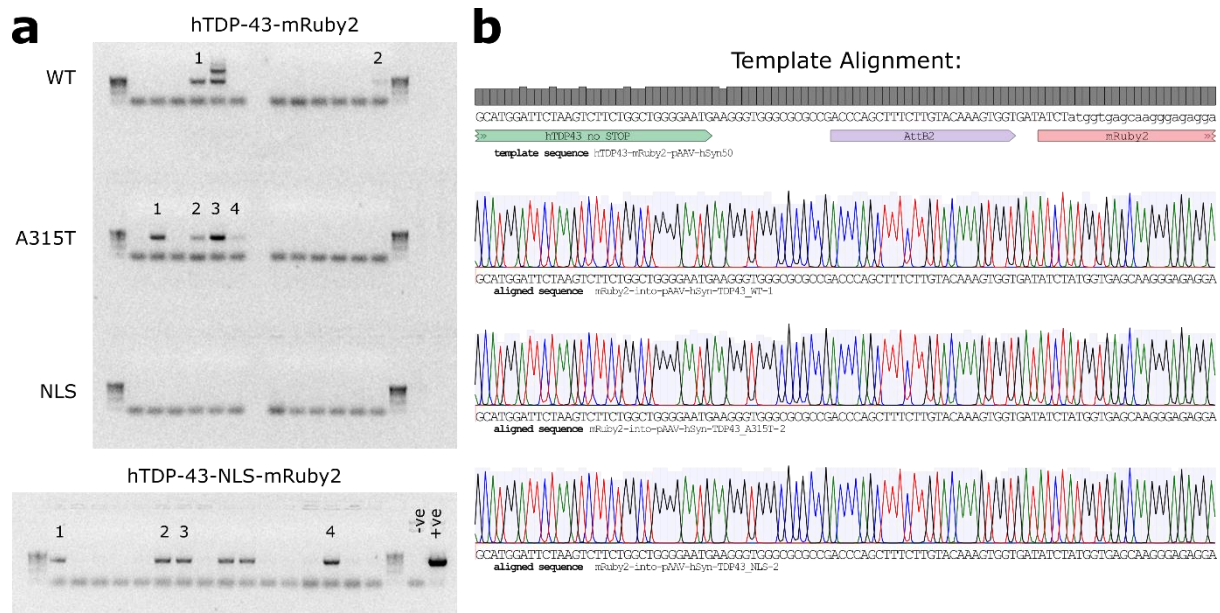 a
hTDP-43-mRuby2
WT
1
2
A315T
1 2 3 4
NLS
hTDP-43-NLS-mRuby2
1 2 3 4 -ve +ve
b
Template Alignment:
GCATGGATTCTAAGTCTTCTGGCTGGGGAATGAAGGGTGGGCGCGCCGACCCAGCTTTCTTGTACAAAGTGGTGATATCTatggtgagcaagggagagga
hTDP43 no STOP AttB2 mRuby2
template sequence hTDP43-mRuby2-pAAV-hSyn50
GCATGGATTCTAAGTCTTCTGGCTGGGGAATGAAGGGTGGGCGCGCCGACCCAGCTTTCTTGTACAAAGTGGTGATATCTATGGTGAGCAAGGGAGAGGA
aligned sequence mRuby2-into-pAAV-hSyn-TDP43_WT-1
GCATGGATTCTAAGTCTTCTGGCTGGGGAATGAAGGGTGGGCGCGCCGACCCAGCTTTCTTGTACAAAGTGGTGATATCTATGGTGAGCAAGGGAGAGGA
aligned sequence mRuby2-into-pAAV-hSyn-TDP43_A315T-2
GCATGGATTCTAAGTCTTCTGGCTGGGGAATGAAGGGTGGGCGCGCCGACCCAGCTTTCTTGTACAAAGTGGTGATATCTATGGTGAGCAAGGGAGAGGA
aligned sequence mRuby2-into-pAAV-hSyn-TDP43_NLS-2